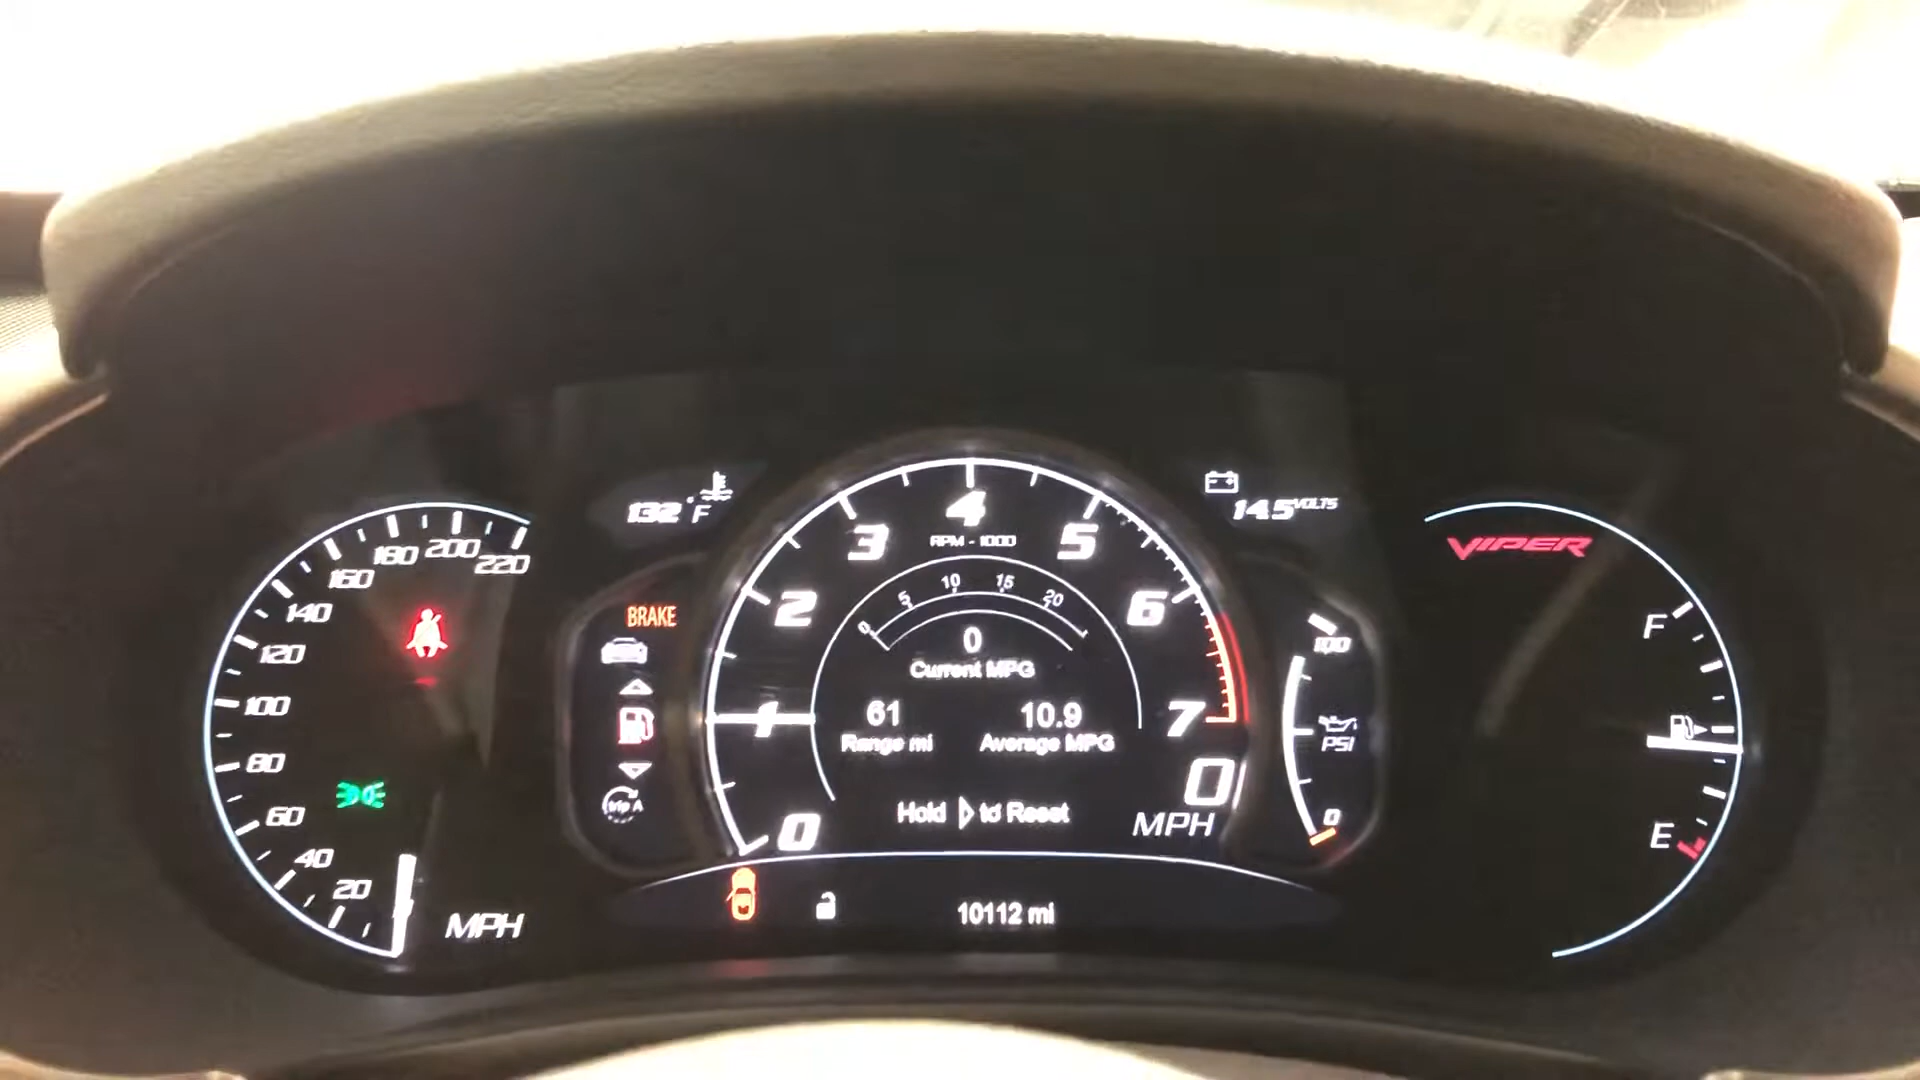 132 °F
14.5 VOLTS
220
200
180
160
140
120
100
80
60
40
20
MPH
BRAKE
trip A
0
1
2
3
4
5
6
7
RPM - 1000
0
5
10
15
20
0
Current MPG
61
Range mi
10.9
Average MPG
Hold to Reset
0
MPH
100
PSI
0
VIPER
F
E
10112 mi